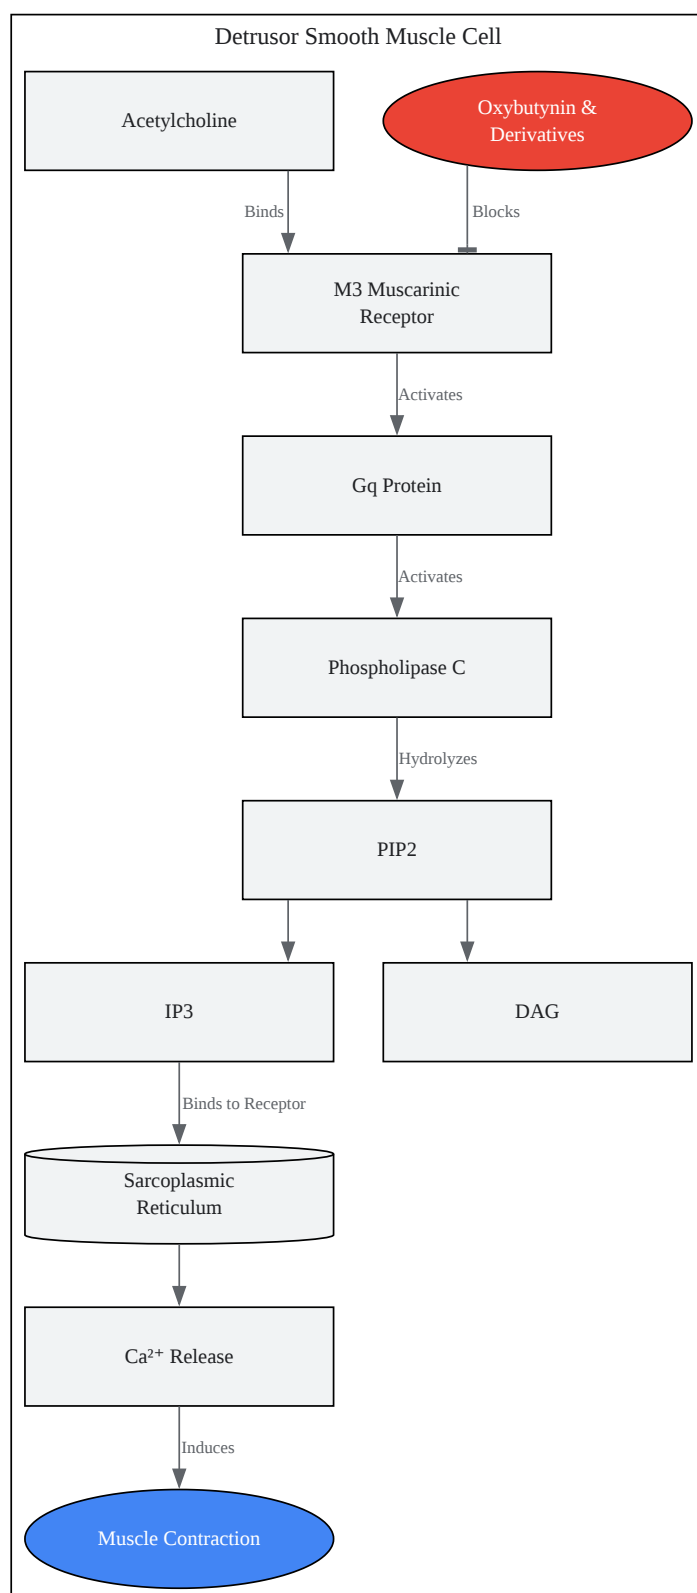 Detrusor Smooth Muscle Cell
Acetylcholine
Oxybutynin &
Derivatives
Binds
Blocks
M3 Muscarinic
Receptor
Activates
Gq Protein
Activates
Phospholipase C
Hydrolyzes
PIP2
IP3
DAG
Binds to Receptor
Sarcoplasmic
Reticulum
Ca²⁺ Release
Induces
Muscle Contraction